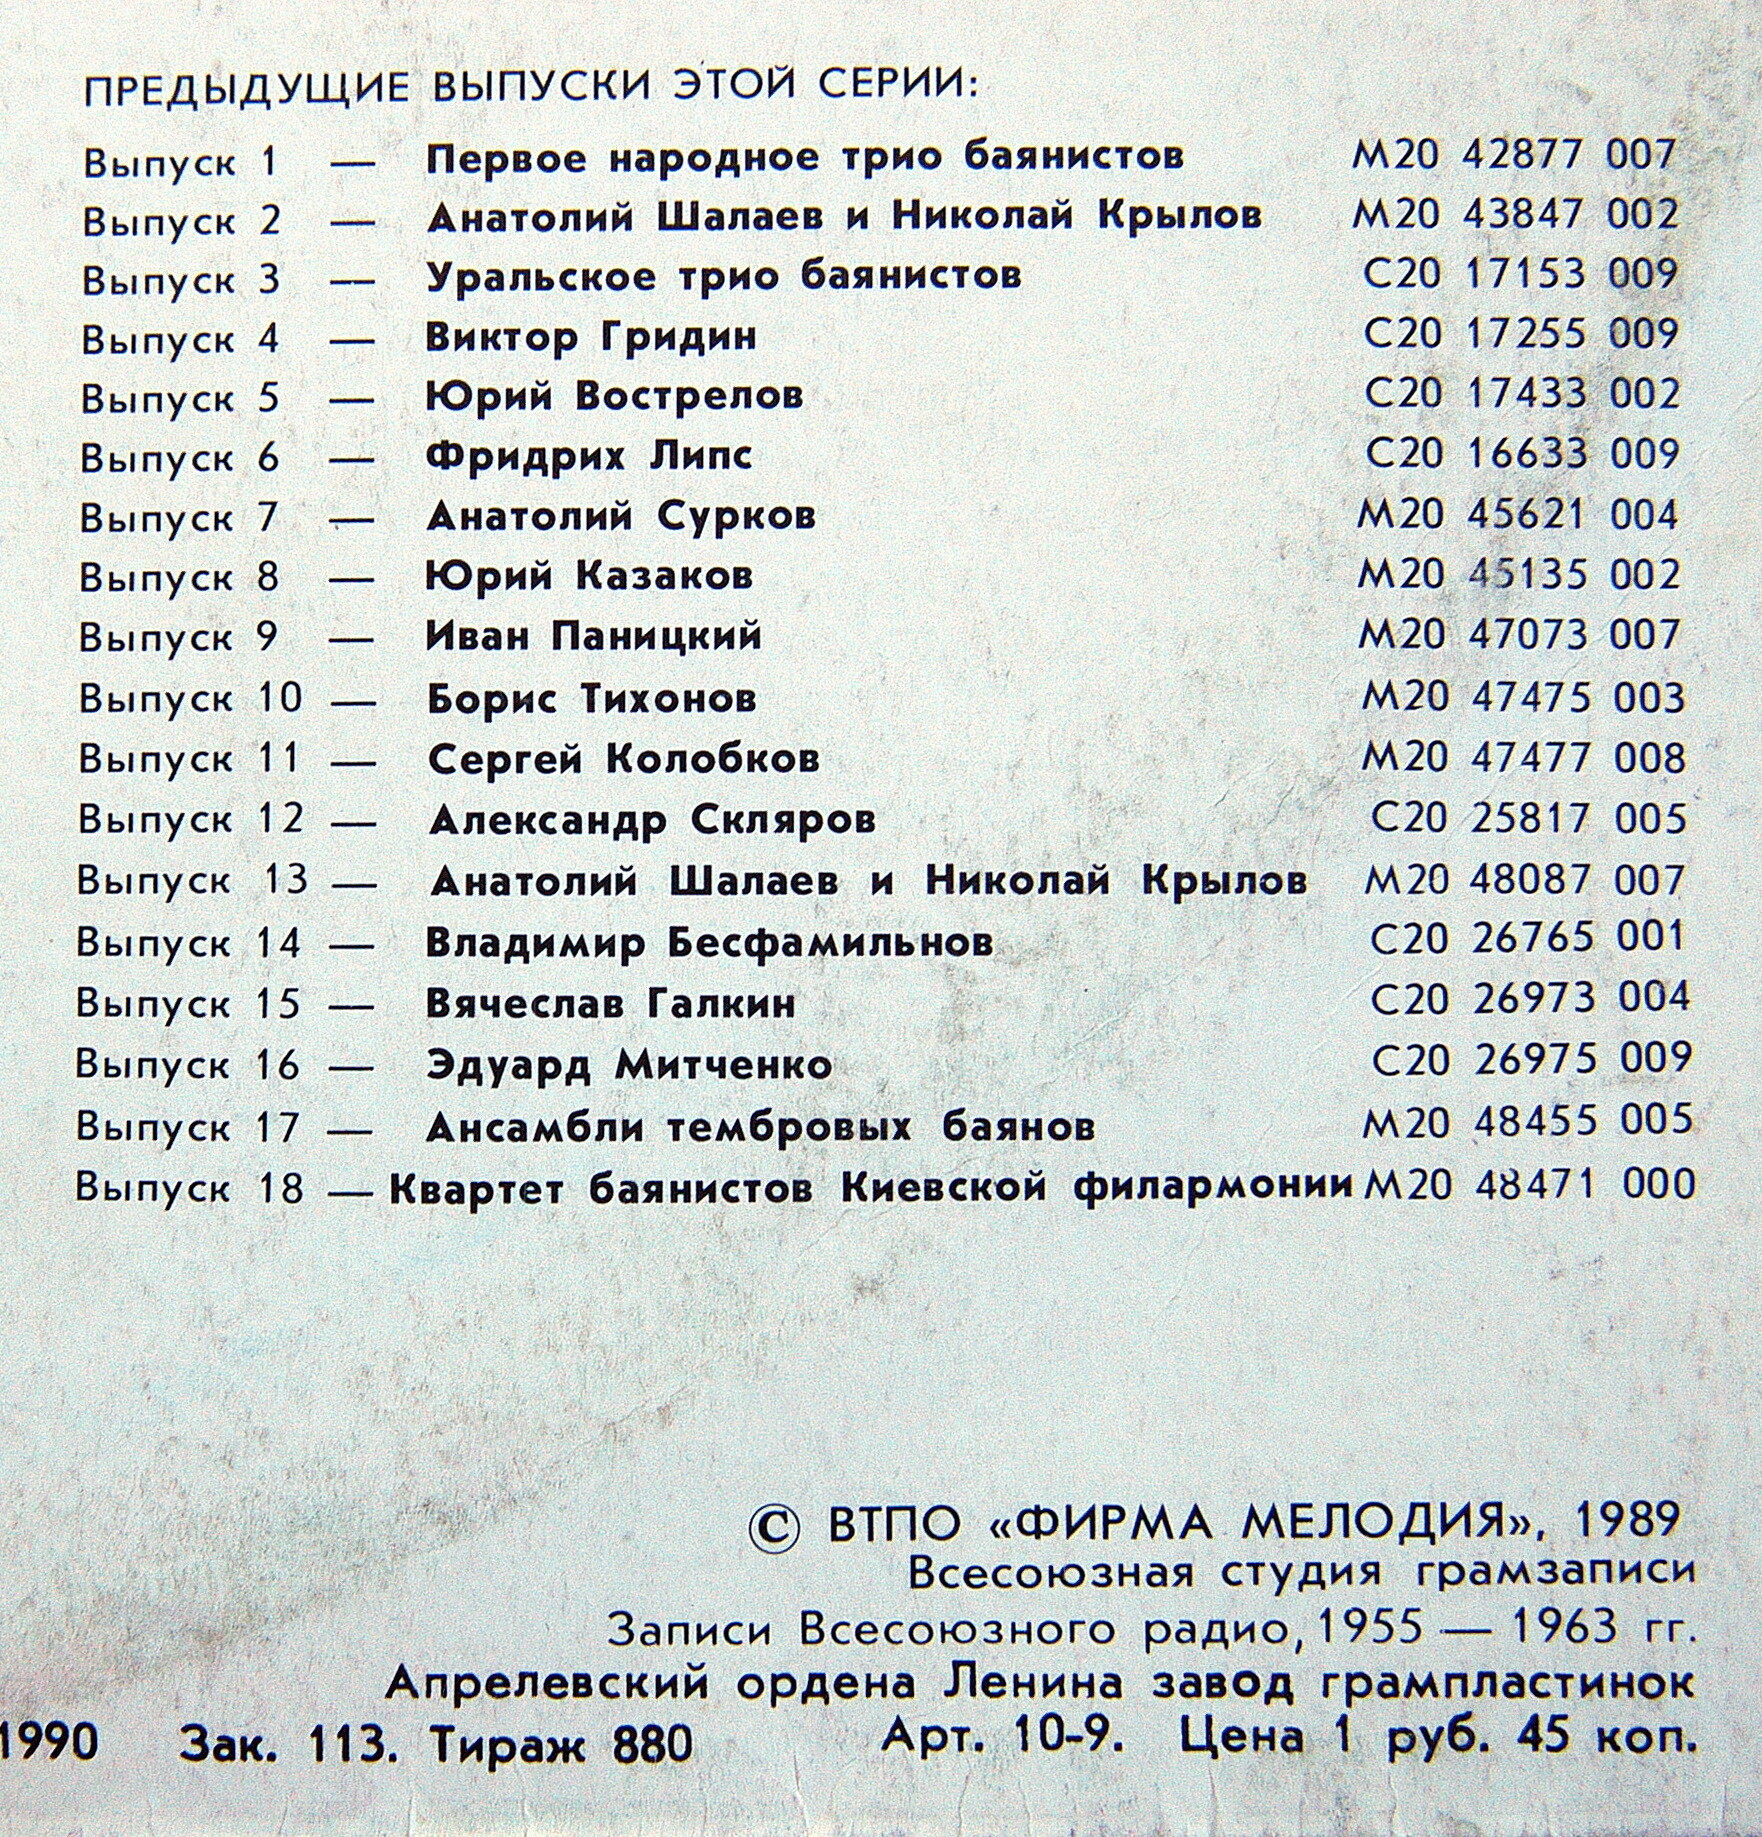 ПРЕДЫДУЩИЕ ВЫПУСКИ ЭТОЙ СЕРИИ:
Выпуск 1 — Первое народное трио баянистов М20 42877 007
Выпуск 2 — Анатолий Шалаев и Николай Крылов М20 43847 002
Выпуск 3 — Уральское трио баянистов С20 17153 009
Выпуск 4 — Виктор Гридин С20 17255 009
Выпуск 5 — Юрий Востренов С20 17433 002
Выпуск 6 — Фридрих Липс С20 16633 009
Выпуск 7 — Анатолий Сурков М20 45621 004
Выпуск 8 — Юрий Казаков М20 45135 002
Выпуск 9 — Иван Паницкий М20 47073 007
Выпуск 10 — Борис Тихонов М20 47475 003
Выпуск 11 — Сергей Колобков М20 47477 008
Выпуск 12 — Александр Скляров С20 25817 005
Выпуск 13 — Анатолий Шалаев и Николай Крылов М20 48087 007
Выпуск 14 — Владимир Бесфамильнов С20 26765 001
Выпуск 15 — Вячеслав Галкин С20 26973 004
Выпуск 16 — Эдуард Митченко С20 26975 009
Выпуск 17 — Ансамбли тембровых баянов М20 48455 005
Выпуск 18 — Квартет баянистов Киевской филармонии М20 48471 000
© ВТПО «ФИРМА МЕЛОДИЯ», 1989
Всесоюзная студия грамзаписи
Записи Всесоюзного радио, 1955 — 1963 гг.
Апрелевский ордена Ленина завод грампластинок
1990 Зак. 113. Тираж 880 Арт. 10-9. Цена 1 руб. 45 коп.